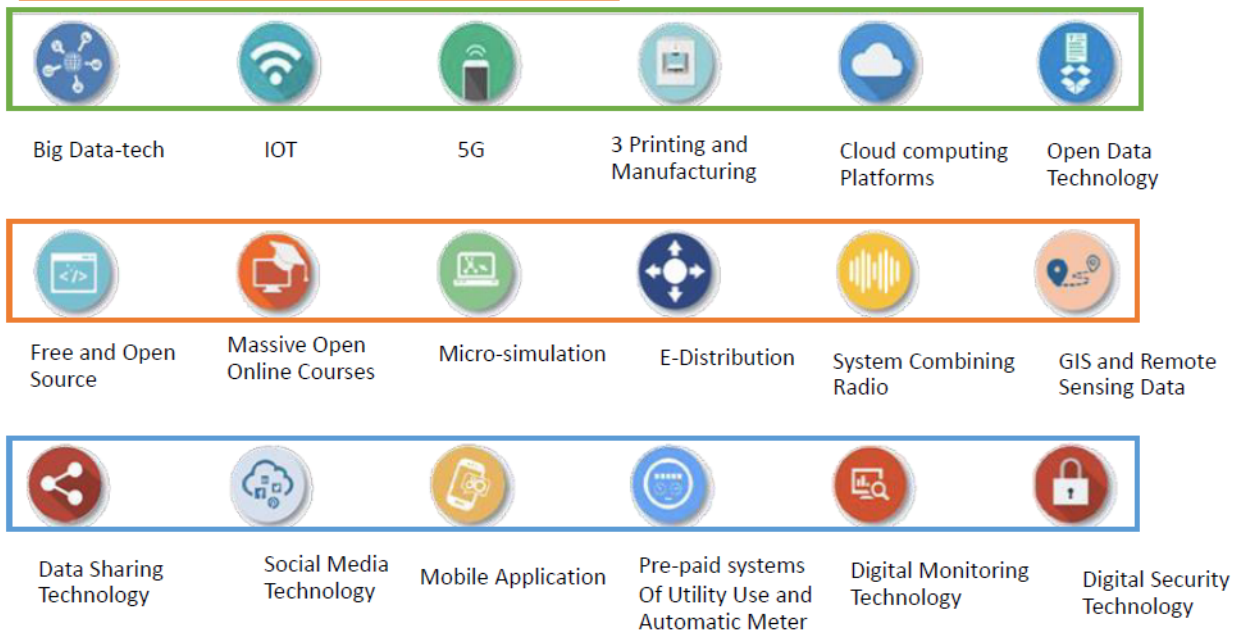 Big Data-tech
IOT
5G
3 Printing and
Manufacturing
Cloud computing
Platforms
Open Data
Technology
Free and Open
Source
Massive Open
Online Courses
Micro-simulation
E-Distribution
System Combining
Radio
GIS and Remote
Sensing Data
Data Sharing
Technology
Social Media
Technology
Mobile Application
Pre-paid systems
Of Utility Use and
Automatic Meter
Digital Monitoring
Technology
Digital Security
Technology